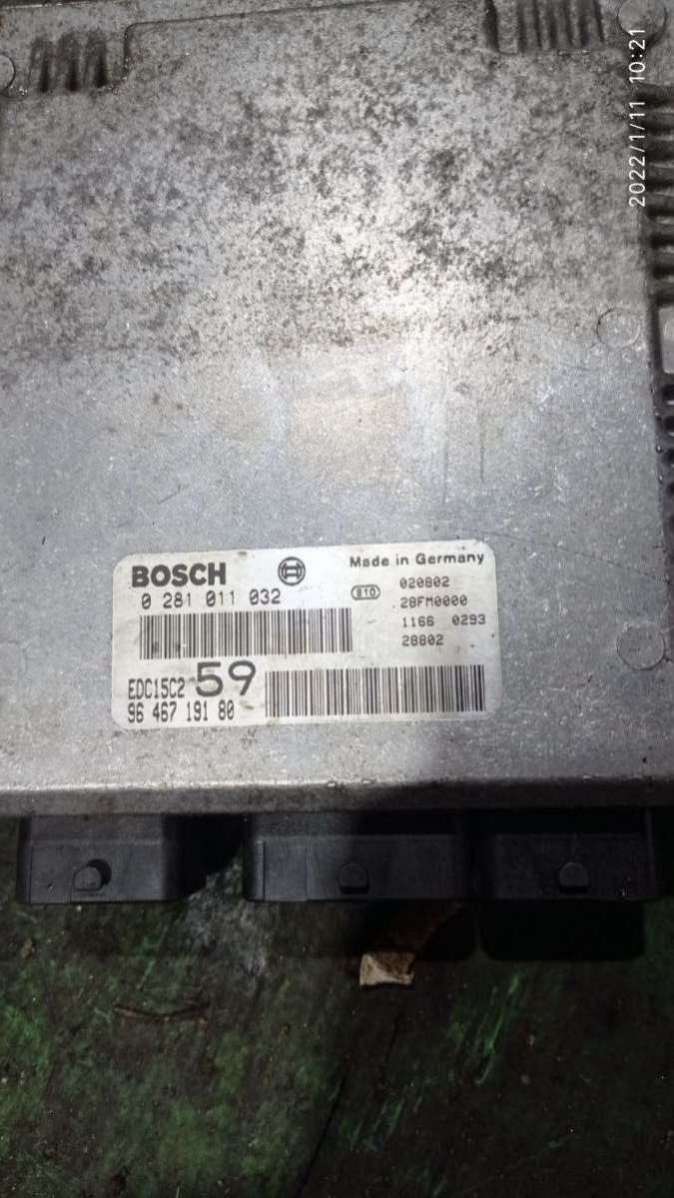 2022/1/11 10:21
BOSCH
Made in Germany
0 281 011 032
020802
28FM0000
1166 0293
28802
EDC15C2 59
96 467 191 80